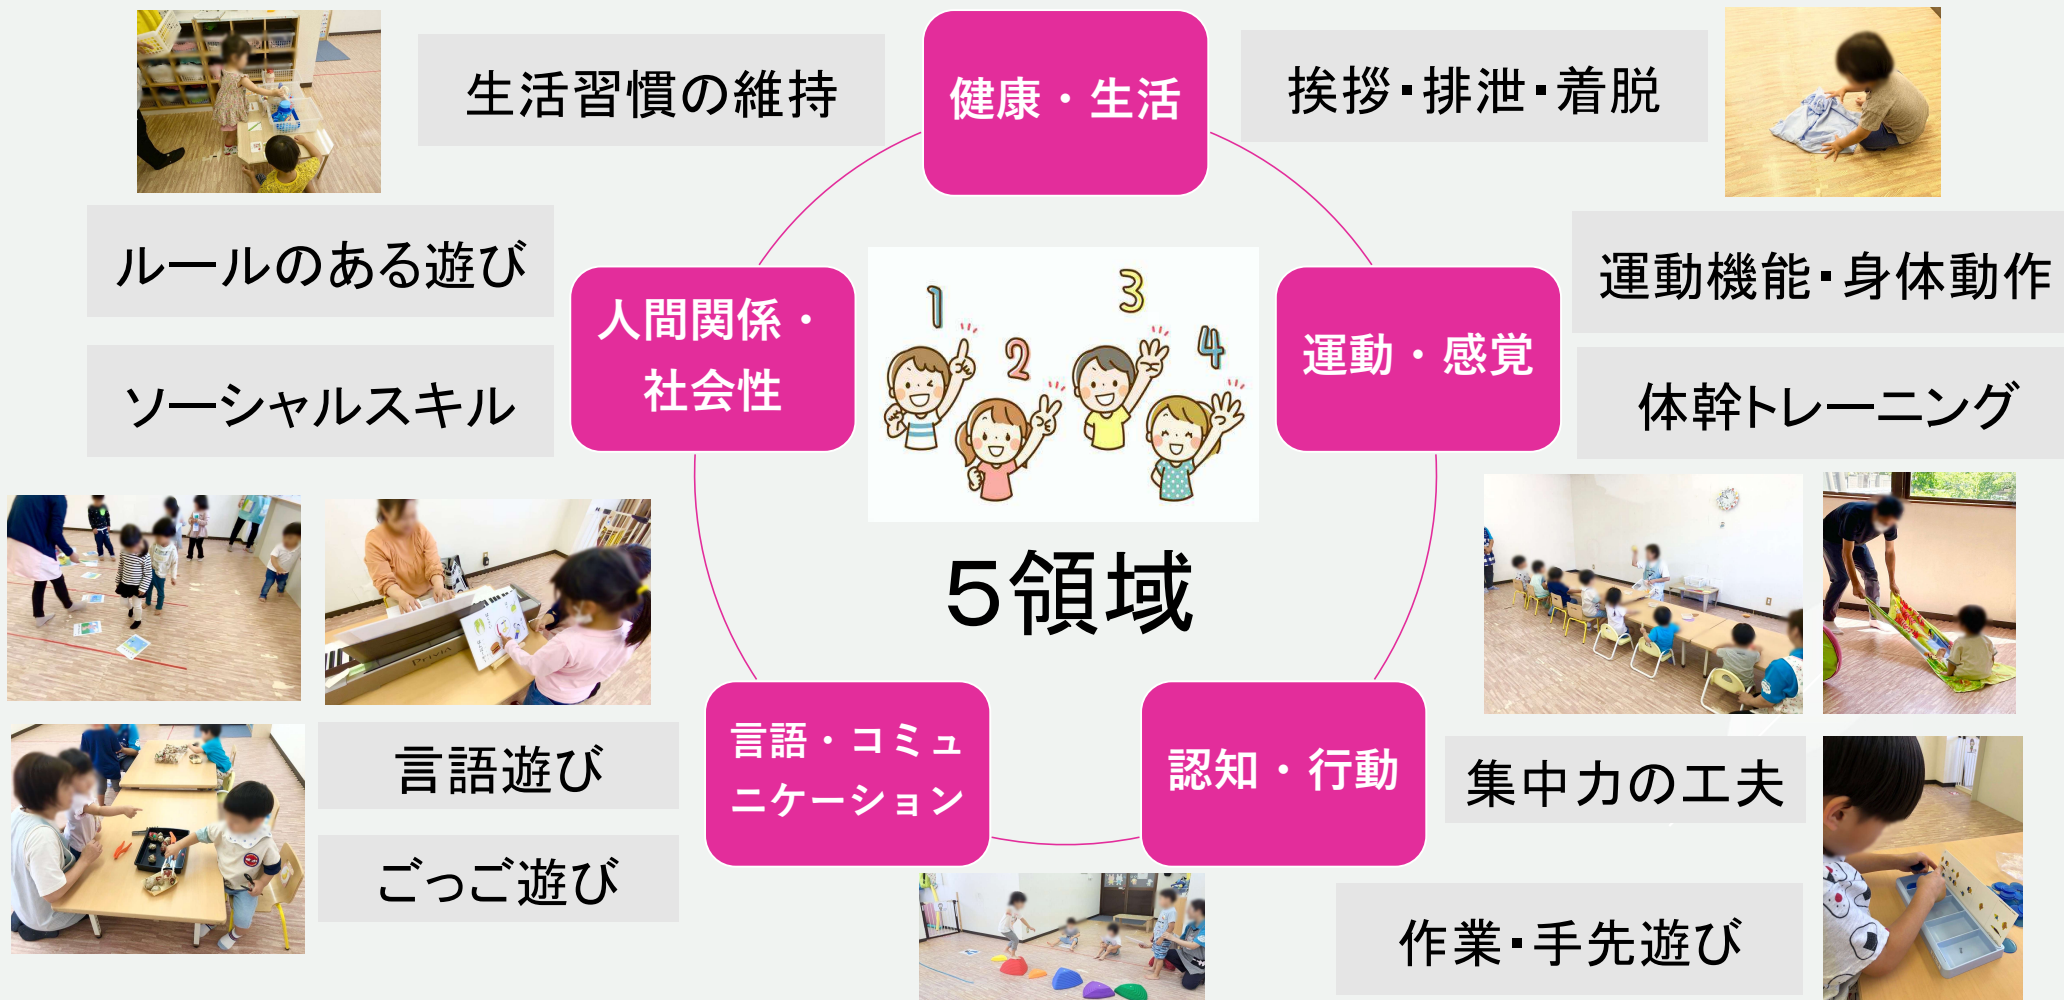 生活習慣の維持
健康・生活
挨拶・排泄・着脱
ルールのある遊び
人間関係・
社会性
1
2
3
4
運動・感覚
運動機能・身体動作
ソーシャルスキル
体幹トレーニング
5領域
Privia
言語・コミュ
ニケーション
認知・行動
言語遊び
ごっご遊び
集中力の工夫
作業・手先遊び